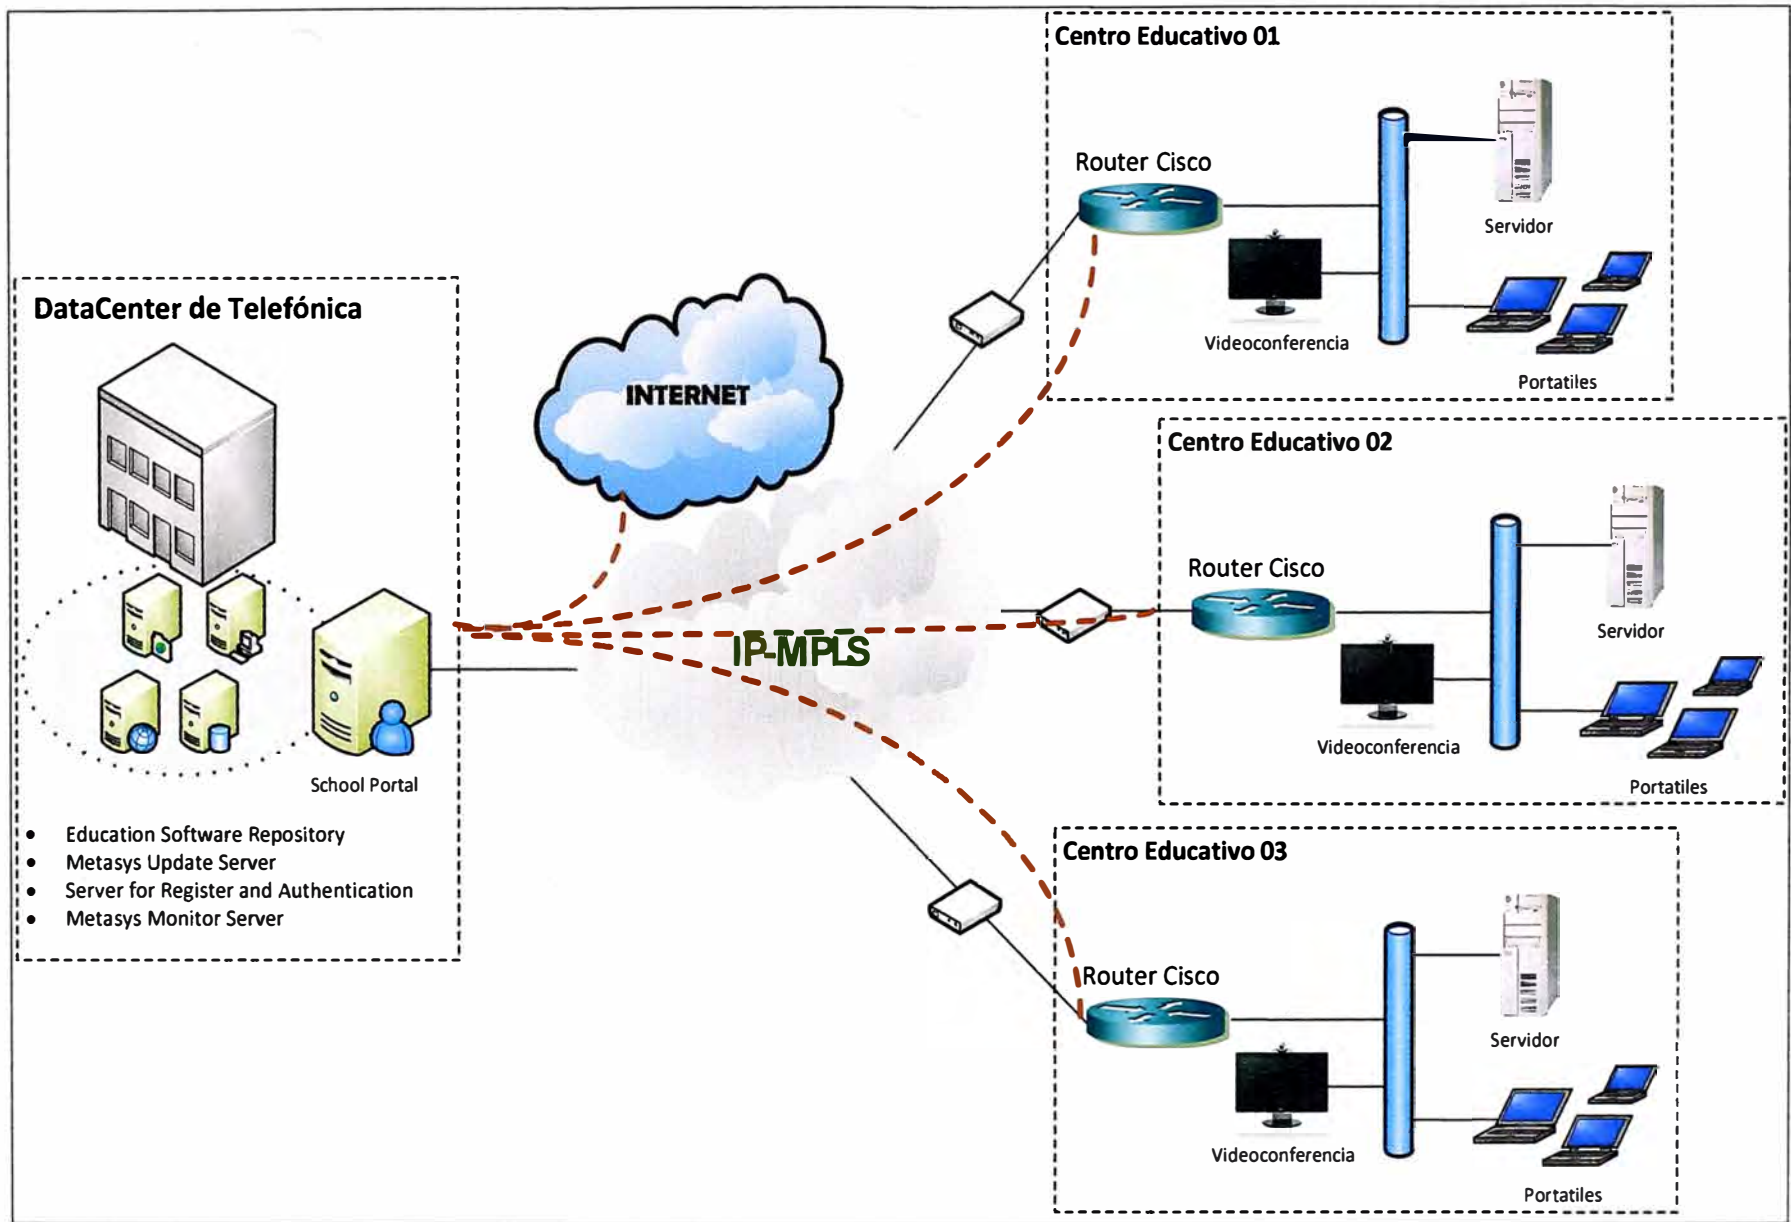 DataCenter de Telefónica
School Portal
• Education Software Repository
• Metasys Update Server
• Server for Register and Authentication
• Metasys Monitor Server
INTERNET
IP-MPLS
Centro Educativo 01
Router Cisco
Servidor
Videoconferencia
Portatiles
Centro Educativo 02
Router Cisco
Servidor
Videoconferencia
Portatiles
Centro Educativo 03
Router Cisco
Servidor
Videoconferencia
Portatiles